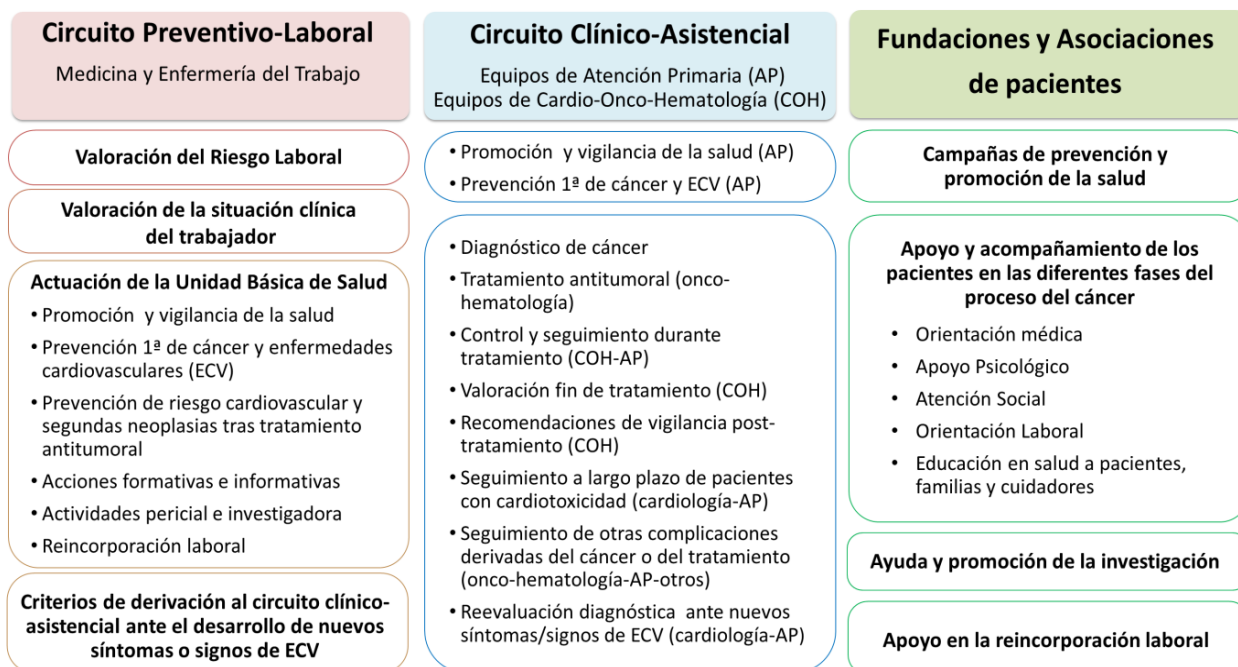 Circuito Preventivo-Laboral
Medicina y Enfermería del Trabajo
Valoración del Riesgo Laboral
Valoración de la situación clínica
del trabajador
Actuación de la Unidad Básica de Salud
• Promoción y vigilancia de la salud
• Prevención 1ª de cáncer y enfermedades
cardiovasculares (ECV)
• Prevención de riesgo cardiovascular y
segundas neoplasias tras tratamiento
antitumoral
• Acciones formativas e informativas
• Actividades pericial e investigadora
• Reincorporación laboral
Criterios de derivación al circuito clínico-
asistencial ante el desarrollo de nuevos
síntomas o signos de ECV
Circuito Clínico-Asistencial
Equipos de Atención Primaria (AP)
Equipos de Cardio-Onco-Hematología (COH)
• Promoción y vigilancia de la salud (AP)
• Prevención 1ª de cáncer y ECV (AP)
• Diagnóstico de cáncer
• Tratamiento antitumoral (onco-
hematología)
• Control y seguimiento durante
tratamiento (COH-AP)
• Valoración fin de tratamiento (COH)
• Recomendaciones de vigilancia post-
tratamiento (COH)
• Seguimiento a largo plazo de pacientes
con cardiotoxicidad (cardiología-AP)
• Seguimiento de otras complicaciones
derivadas del cáncer o del tratamiento
(onco-hematología-AP-otros)
• Reevaluación diagnóstica ante nuevos
síntomas/signos de ECV (cardiología-AP)
Fundaciones y Asociaciones
de pacientes
Campañas de prevención y
promoción de la salud
Apoyo y acompañamiento de los
pacientes en las diferentes fases del
proceso del cáncer
• Orientación médica
• Apoyo Psicológico
• Atención Social
• Orientación Laboral
• Educación en salud a pacientes,
familias y cuidadores
Ayuda y promoción de la investigación
Apoyo en la reincorporación laboral